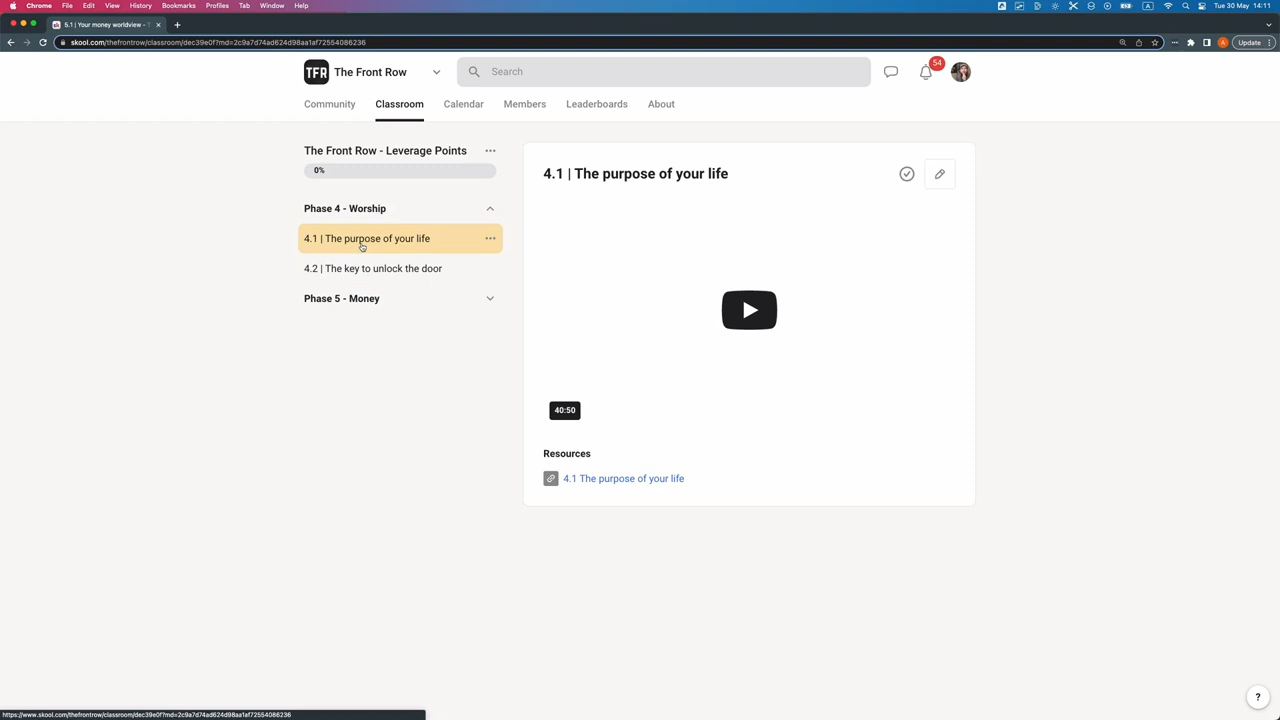 Chrome File Edit View History Bookmarks Profiles Tab Window Help
A Tue 30 May 14:11
5.1 | Your money worldview - T
skool.com/thefrontrow/classroom/dec39e0f?md=2c9a7d74ad624d98aa1af72554086236
A Update
TFR The Front Row
Search
54
Community Classroom Calendar Members Leaderboards About
The Front Row - Leverage Points
0%
Phase 4 - Worship
4.1 | The purpose of your life
4.2 | The key to unlock the door
Phase 5 - Money
4.1 | The purpose of your life
40:50
Resources
4.1 The purpose of your life
?
https://www.skool.com/thefrontrow/classroom/dec39e0f?md=2c9a7d74ad624d98aa1af72554086236